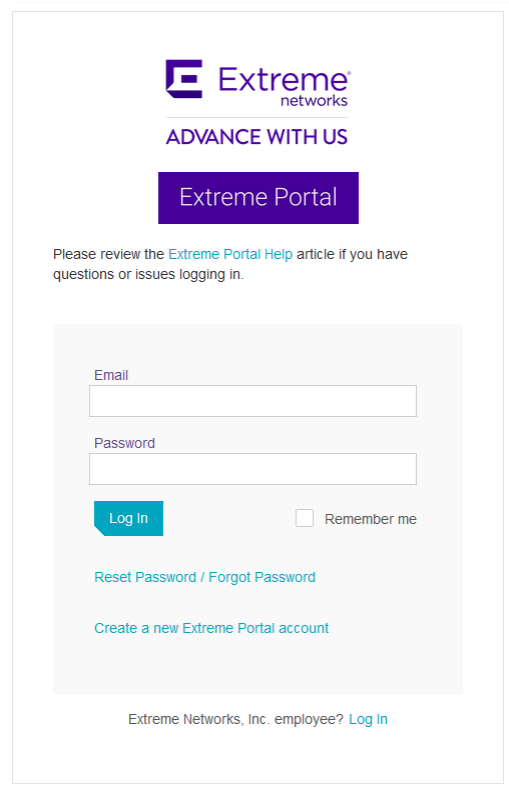 Extreme®
networks
ADVANCE WITH US
Extreme Portal
Please review the Extreme Portal Help article if you have
questions or issues logging in.
Email
Password
Log In
Remember me
Reset Password / Forgot Password
Create a new Extreme Portal account
Extreme Networks, Inc. employee? Log In